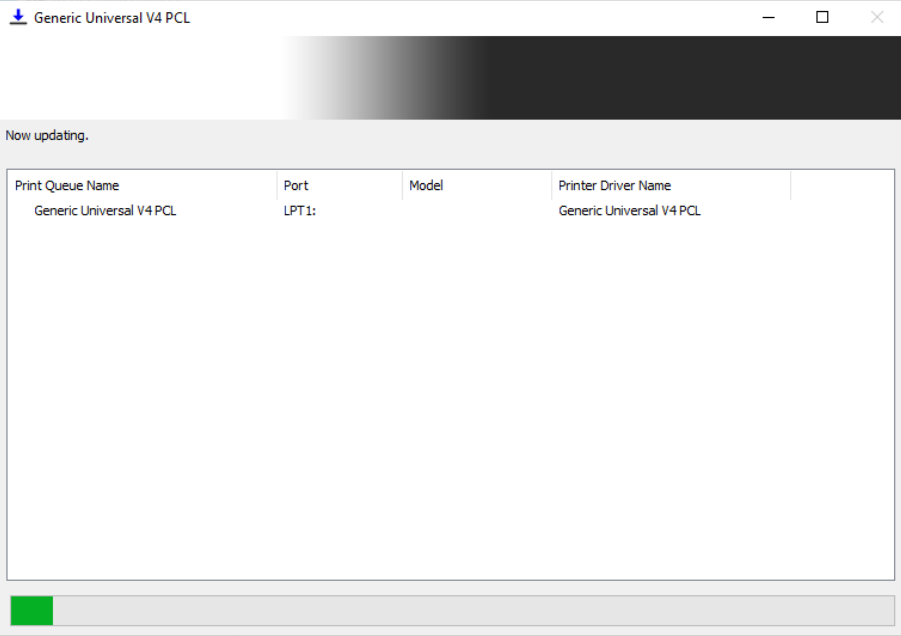 Generic Universal V4 PCL
Now updating.
Print Queue Name Port Model Printer Driver Name
Generic Universal V4 PCL LPT1: Generic Universal V4 PCL